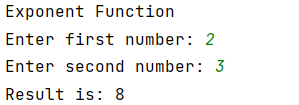 Exponent Function
Enter first number: 2
Enter second number: 3
Result is: 8